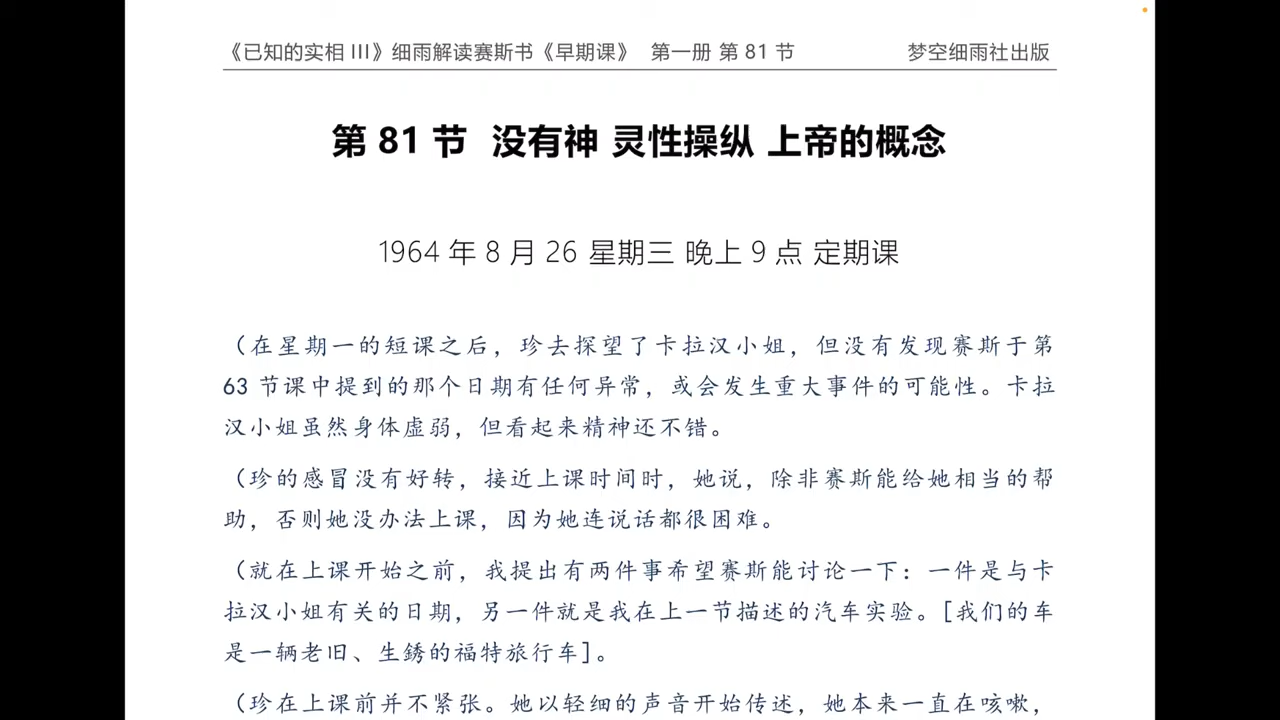 《已知的实相 III》细雨解读赛斯书《早期课》 第一册 第 81 节 梦空细雨社出版
第 81 节 没有神 灵性操纵 上帝的概念
1964 年 8 月 26 星期三 晚上 9 点 定期课
（在星期一的短课之后，珍去探望了卡拉汉小姐，但没有发现赛斯于第
63 节课中提到的那个日期有任何异常，或会发生重大事件的可能性。卡拉
汉小姐虽然身体虚弱，但看起来精神还不错。
（珍的感冒没有好转，接近上课时间时，她说，除非赛斯能给她相当的帮
助，否则她没办法上课，因为她连说话都很困难。
（就在上课开始之前，我提出有两件事希望赛斯能讨论一下：一件是与卡
拉汉小姐有关的日期，另一件就是我在上一节描述的汽车实验。[我们的车
是一辆老旧、生銹的福特旅行车]。
（珍在上课前并不紧张。她以轻细的声音开始传述，她本来一直在咳嗽，